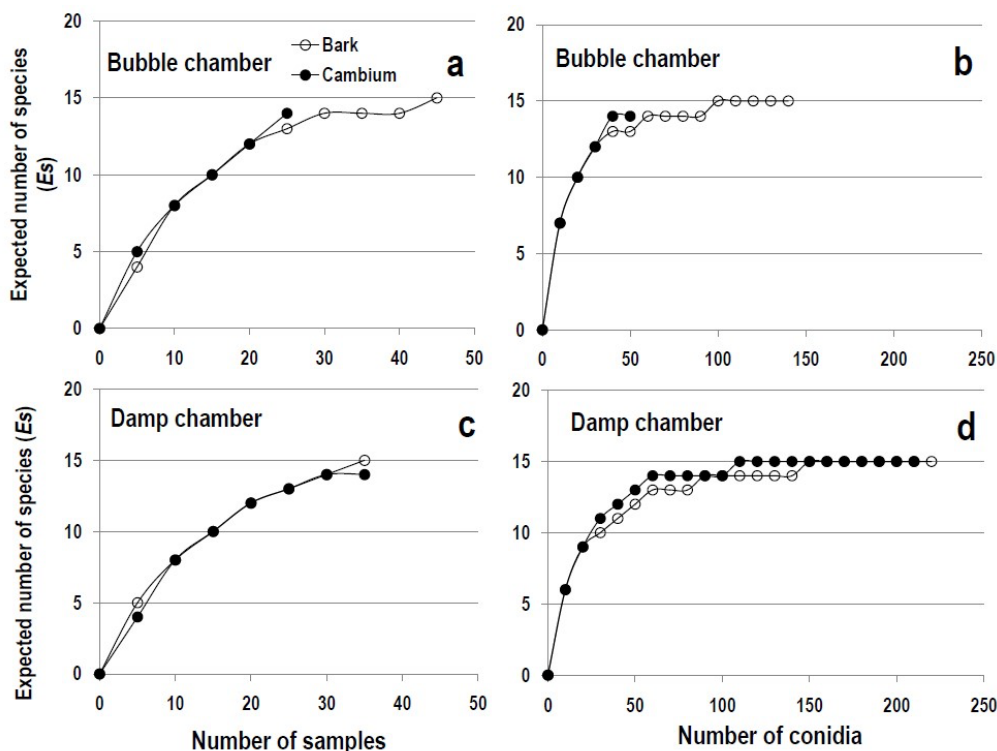 20
15
10
5
0
Expected number of species
(Es)
Bubble chamber
Bark
Cambium
a
0 10 20 30 40 50
20
15
10
5
0
Bubble chamber
b
0 50 100 150 200 250
20
15
10
5
0
Expected number of species (Es)
Damp chamber
c
0 10 20 30 40 50
Number of samples
20
15
10
5
0
Damp chamber
d
0 50 100 150 200 250
Number of conidia